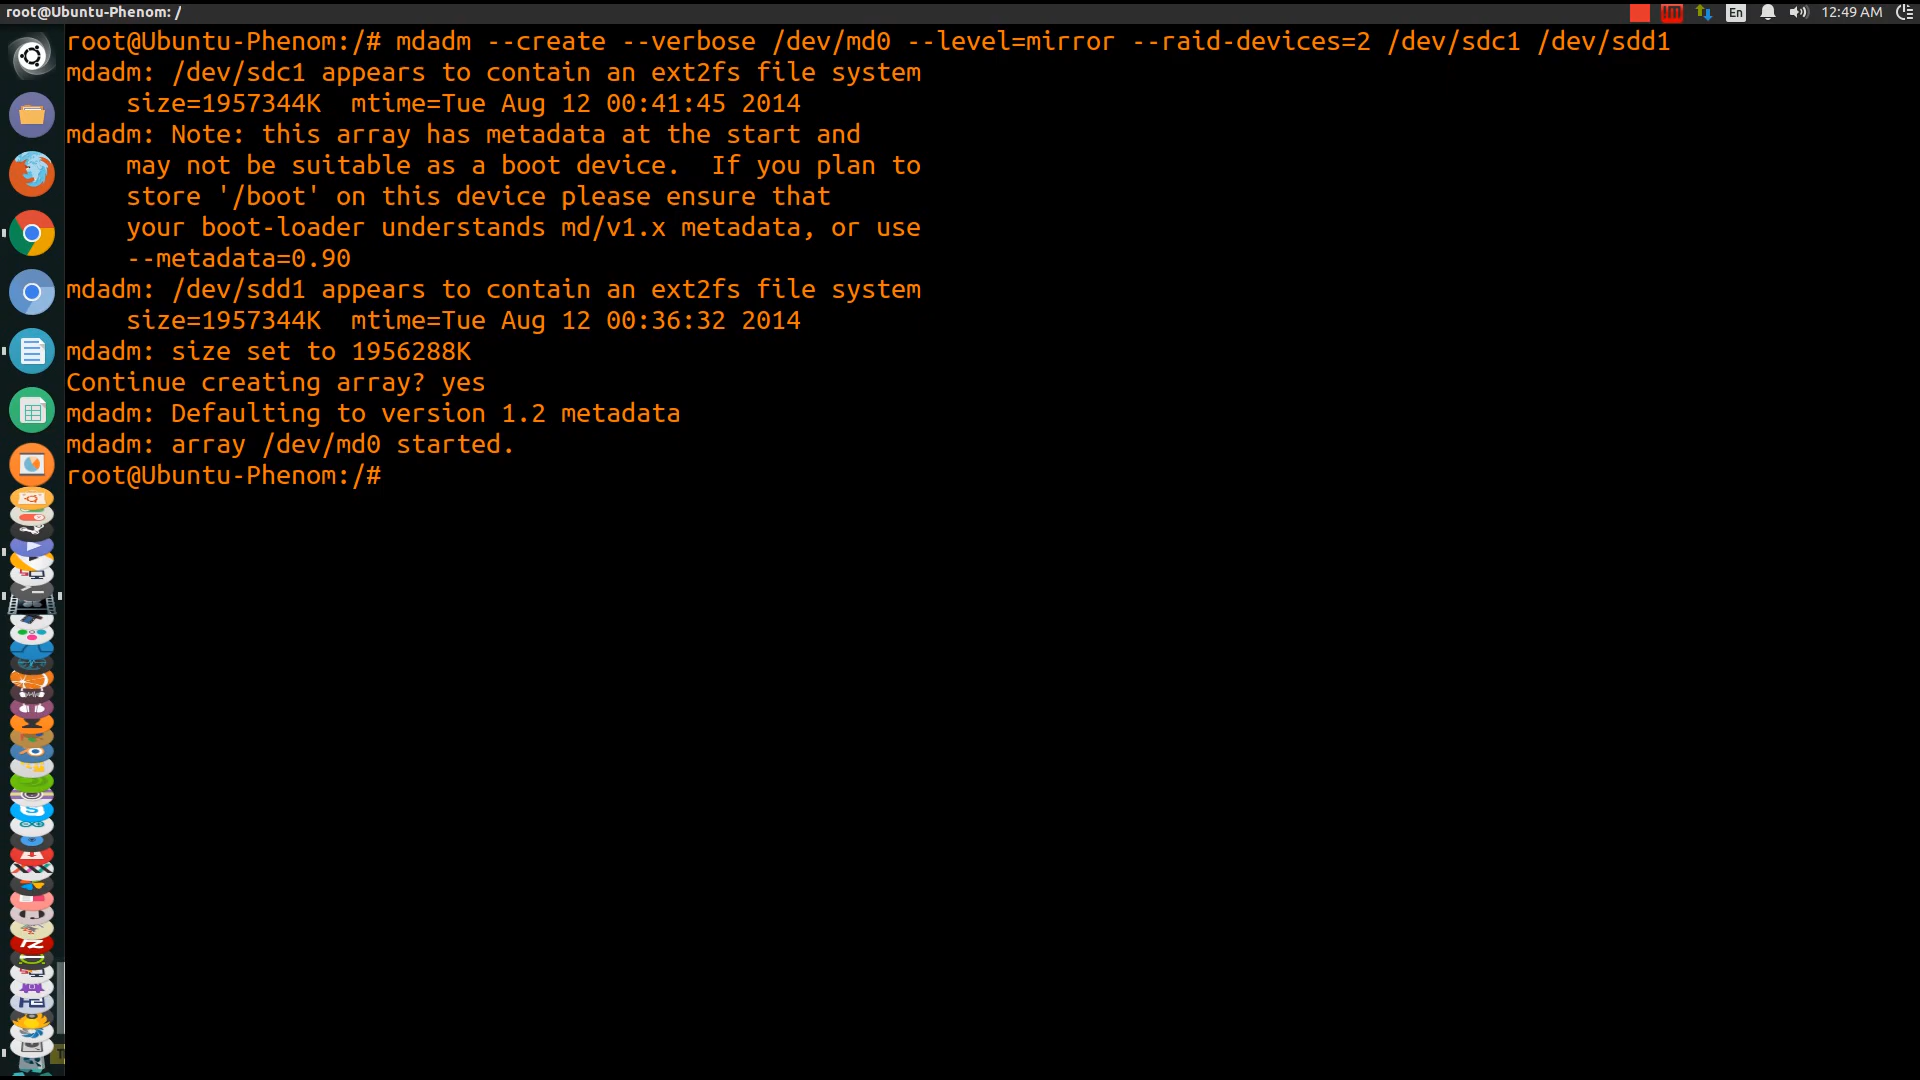 root@Ubuntu-Phenom: /
En
12:49 AM
root@Ubuntu-Phenom:/# mdadm --create --verbose /dev/md0 --level=mirror --raid-devices=2 /dev/sdc1 /dev/sdd1
mdadm: /dev/sdc1 appears to contain an ext2fs file system
    size=1957344K  mtime=Tue Aug 12 00:41:45 2014
mdadm: Note: this array has metadata at the start and
    may not be suitable as a boot device.  If you plan to
    store '/boot' on this device please ensure that
    your boot-loader understands md/v1.x metadata, or use
    --metadata=0.90
mdadm: /dev/sdd1 appears to contain an ext2fs file system
    size=1957344K  mtime=Tue Aug 12 00:36:32 2014
mdadm: size set to 1956288K
Continue creating array? yes
mdadm: Defaulting to version 1.2 metadata
mdadm: array /dev/md0 started.
root@Ubuntu-Phenom:/#